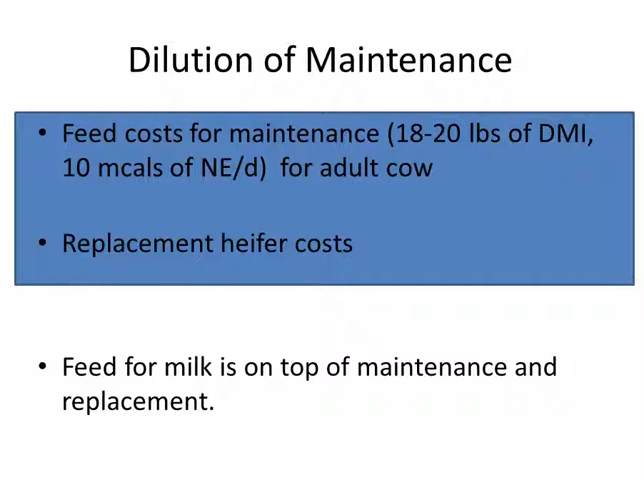 Dilution of Maintenance
• Feed costs for maintenance (18-20 lbs of DMI,
10 mcals of NE/d)  for adult cow
• Replacement heifer costs
• Feed for milk is on top of maintenance and
replacement.